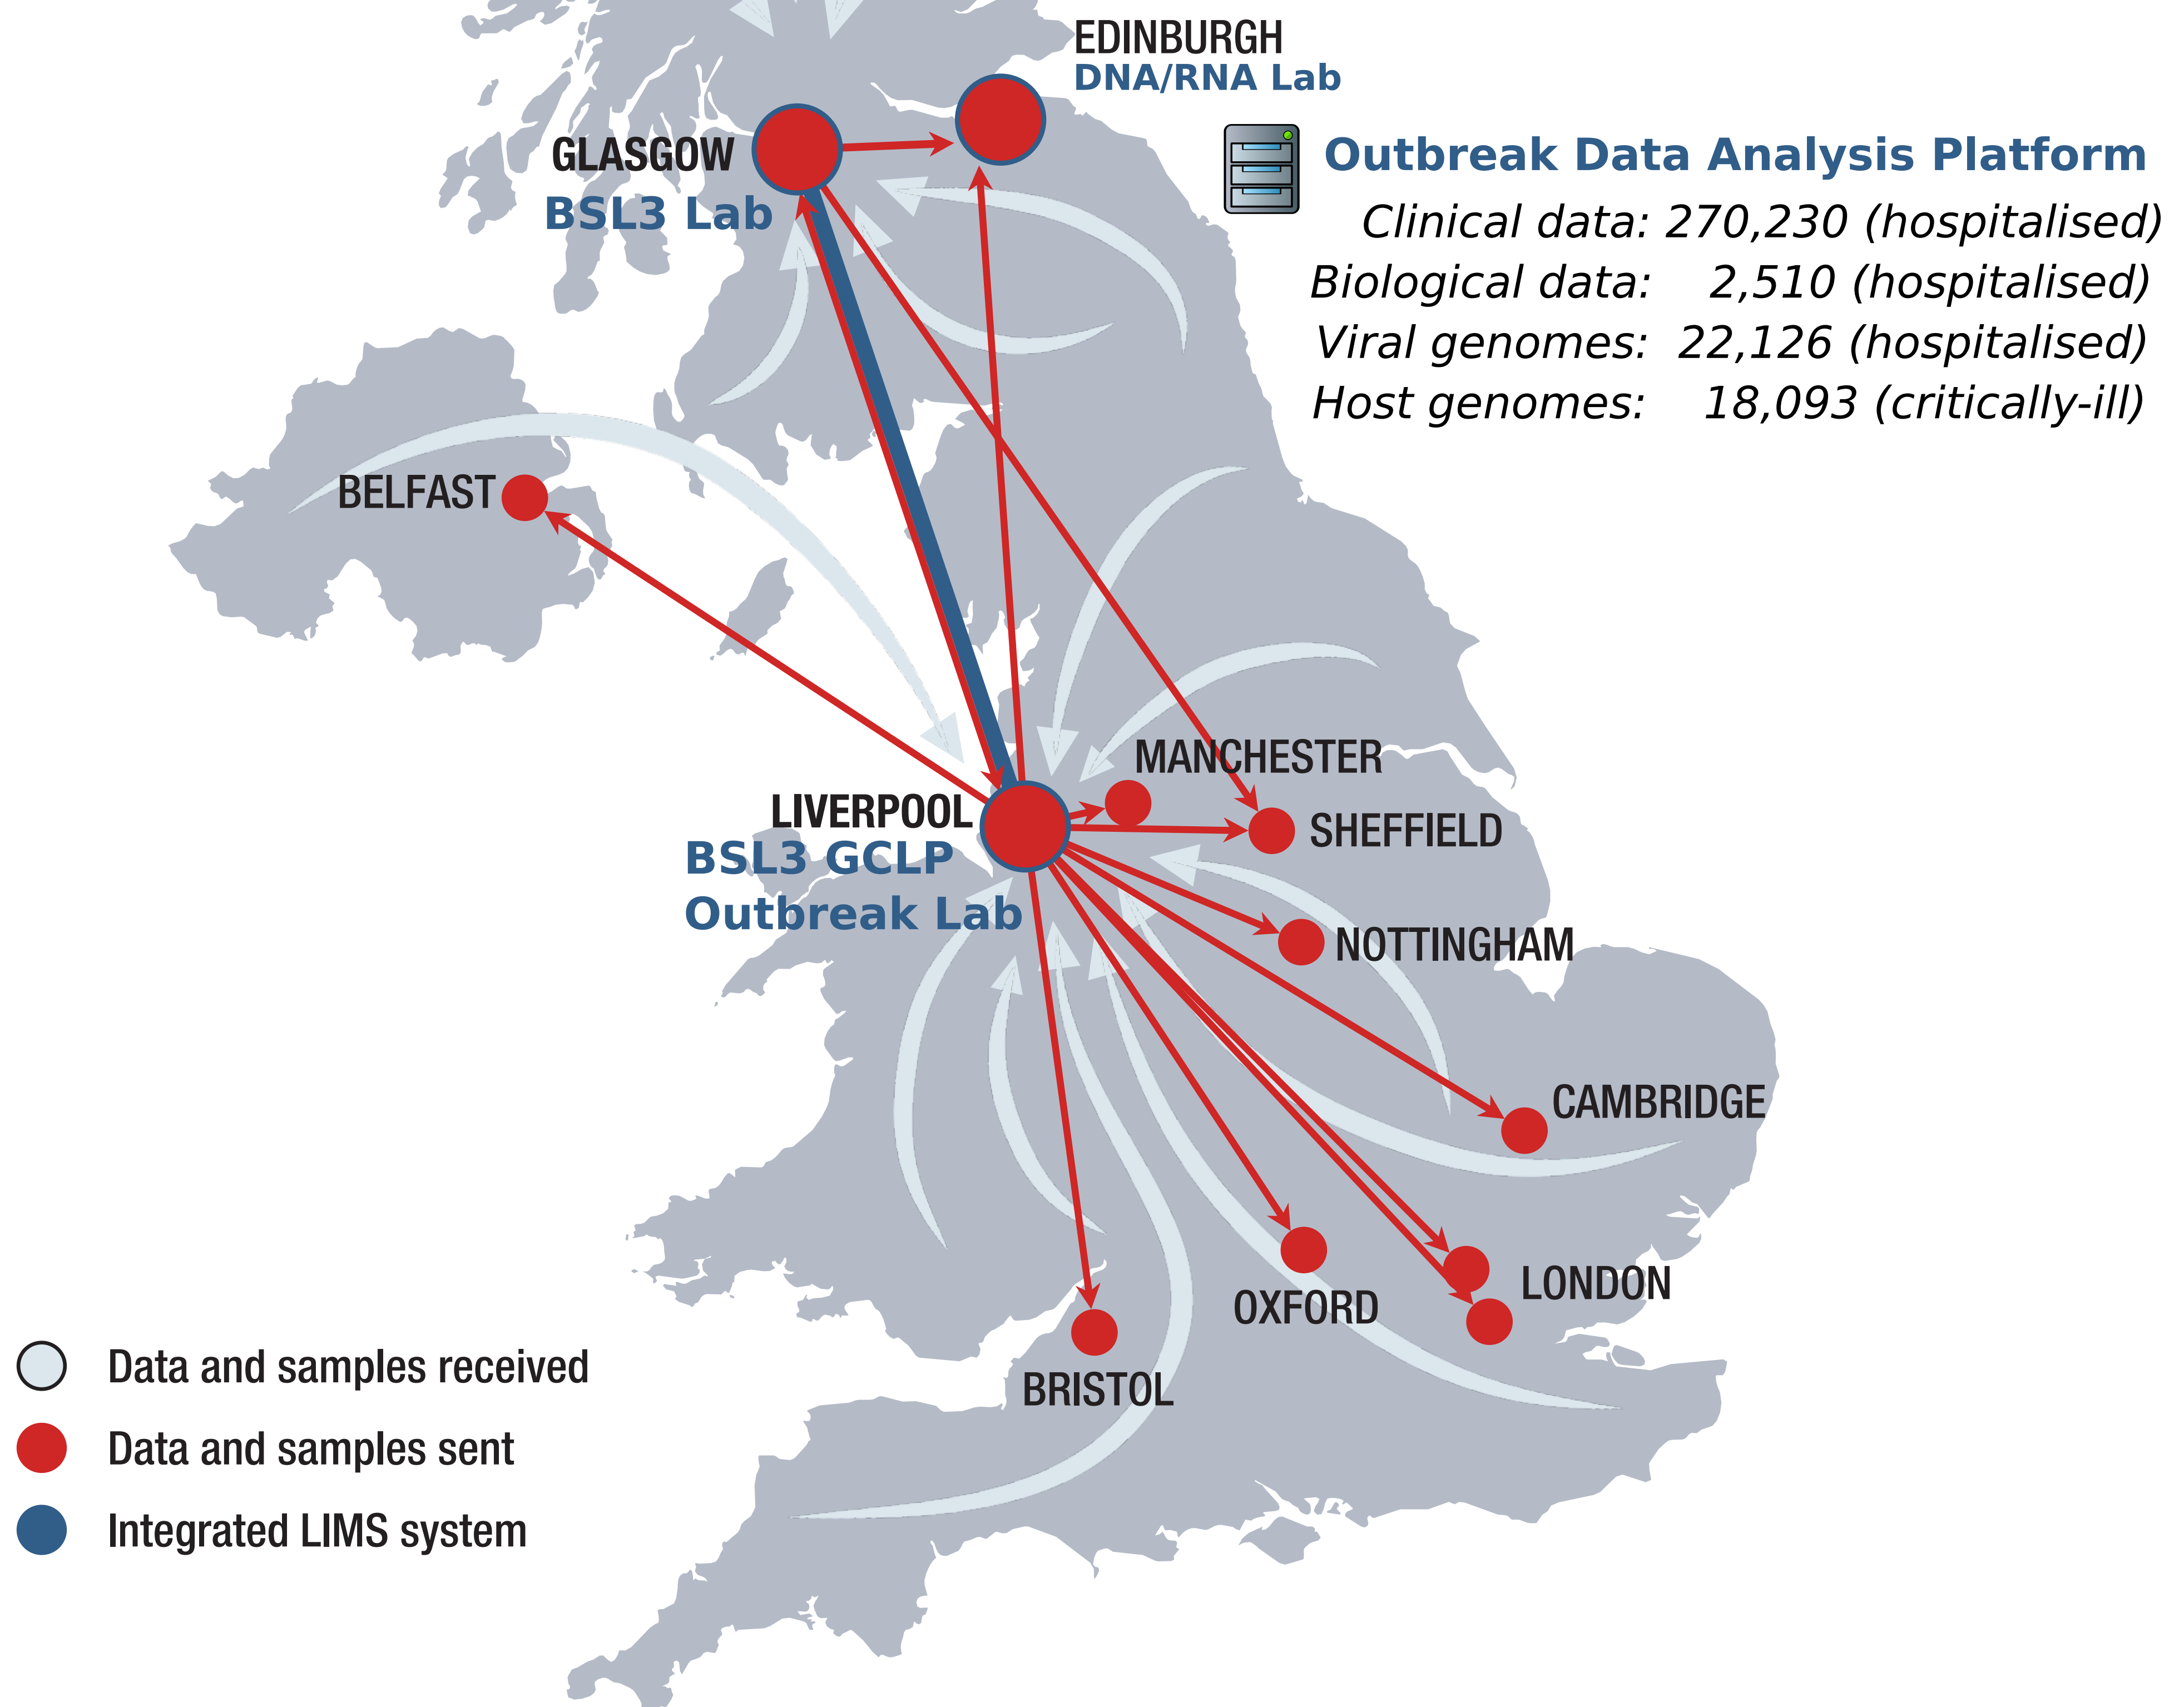 EDINBURGH
DNA/RNA Lab
GLASGOW
BSL3 Lab
Outbreak Data Analysis Platform
Clinical data: 270,230 (hospitalised)
Biological data: 2,510 (hospitalised)
Viral genomes: 22,126 (hospitalised)
Host genomes: 18,093 (critically-ill)
BELFAST
MANCHESTER
LIVERPOOL
BSL3 GCLP
Outbreak Lab
SHEFFIELD
NOTTINGHAM
CAMBRIDGE
LONDON
OXFORD
BRISTOL
Data and samples received
Data and samples sent
Integrated LIMS system